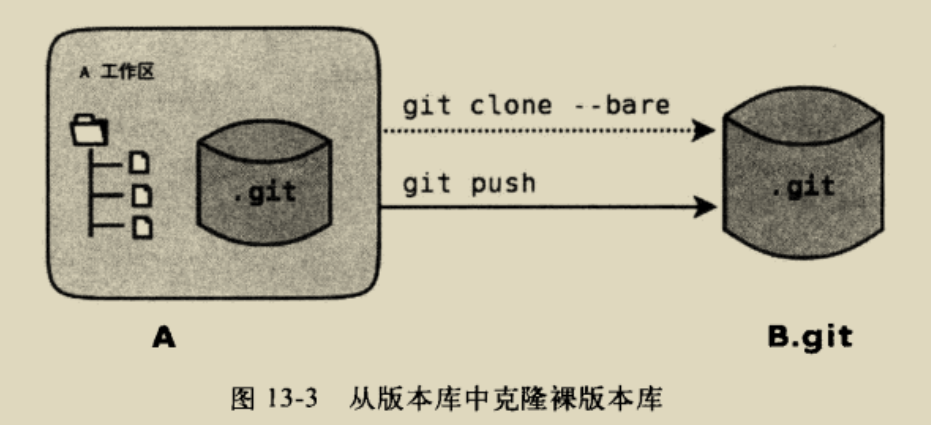 A 工作区
git clone --bare
.git
.git
git push
A
B.git
图 13-3 从版本库中克隆裸版本库